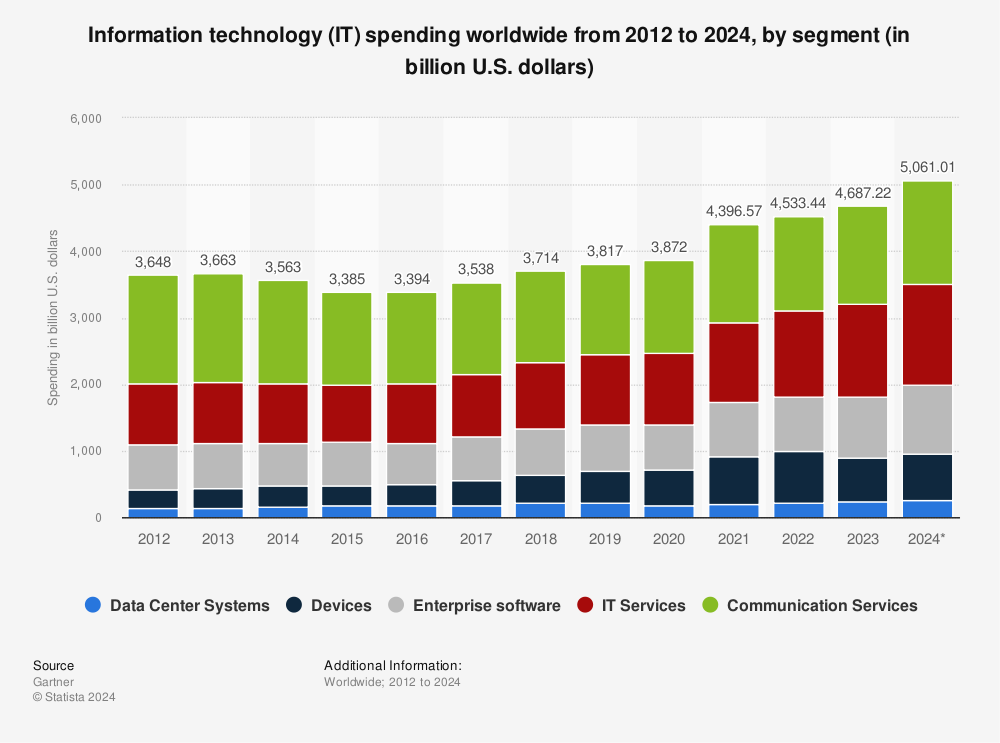 Information technology (IT) spending worldwide from 2012 to 2024, by segment (in
billion U.S. dollars)
Spending in billion U.S. dollars
6,000
5,000
4,000
3,000
2,000
1,000
0
3,648
3,663
3,563
3,385
3,394
3,538
3,714
3,817
3,872
4,396.57
4,533.44
4,687.22
5,061.01
2012 2013 2014 2015 2016 2017 2018 2019 2020 2021 2022 2023 2024*
Data Center Systems Devices Enterprise software IT Services Communication Services
Source
Gartner
© Statista 2024
Additional Information:
Worldwide; 2012 to 2024